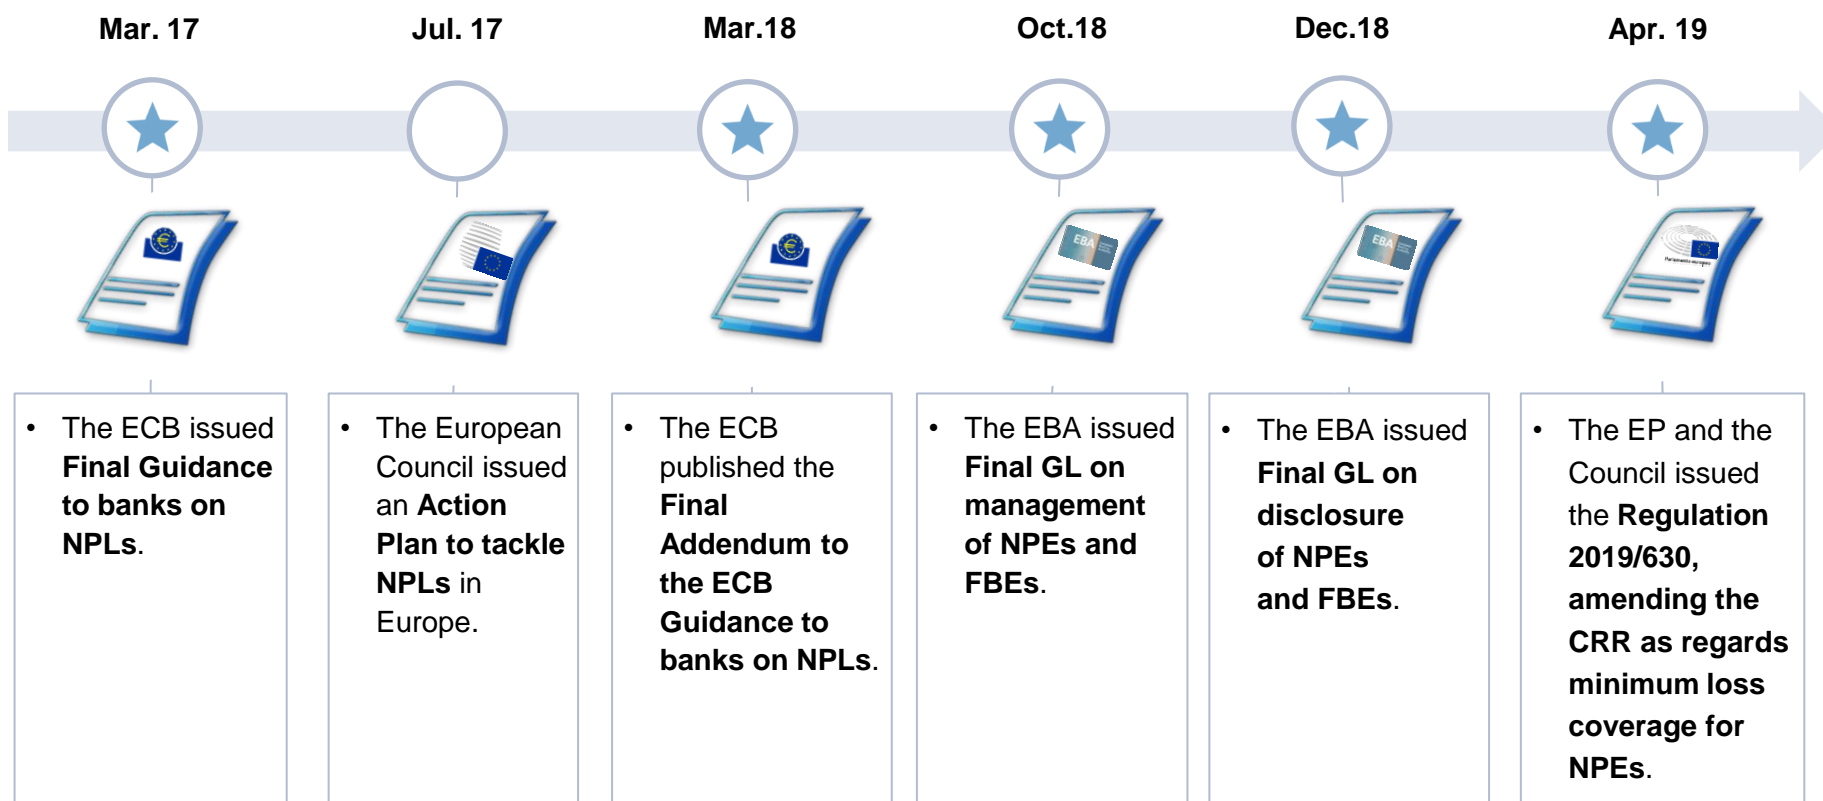 Mar. 17
Jul. 17
Mar.18
Oct.18
Dec.18
Apr. 19
EBA
EBA
Parlamento europeo
• The ECB issued
Final Guidance
to banks on
NPLs.
• The European
Council issued
an Action
Plan to tackle
NPLs in
Europe.
• The ECB
published the
Final
Addendum to
the ECB
Guidance to
banks on NPLs.
• The EBA issued
Final GL on
management
of NPEs and
FBEs.
• The EBA issued
Final GL on
disclosure
of NPEs
and FBEs.
• The EP and the
Council issued
the Regulation
2019/630,
amending the
CRR as regards
minimum loss
coverage for
NPEs.